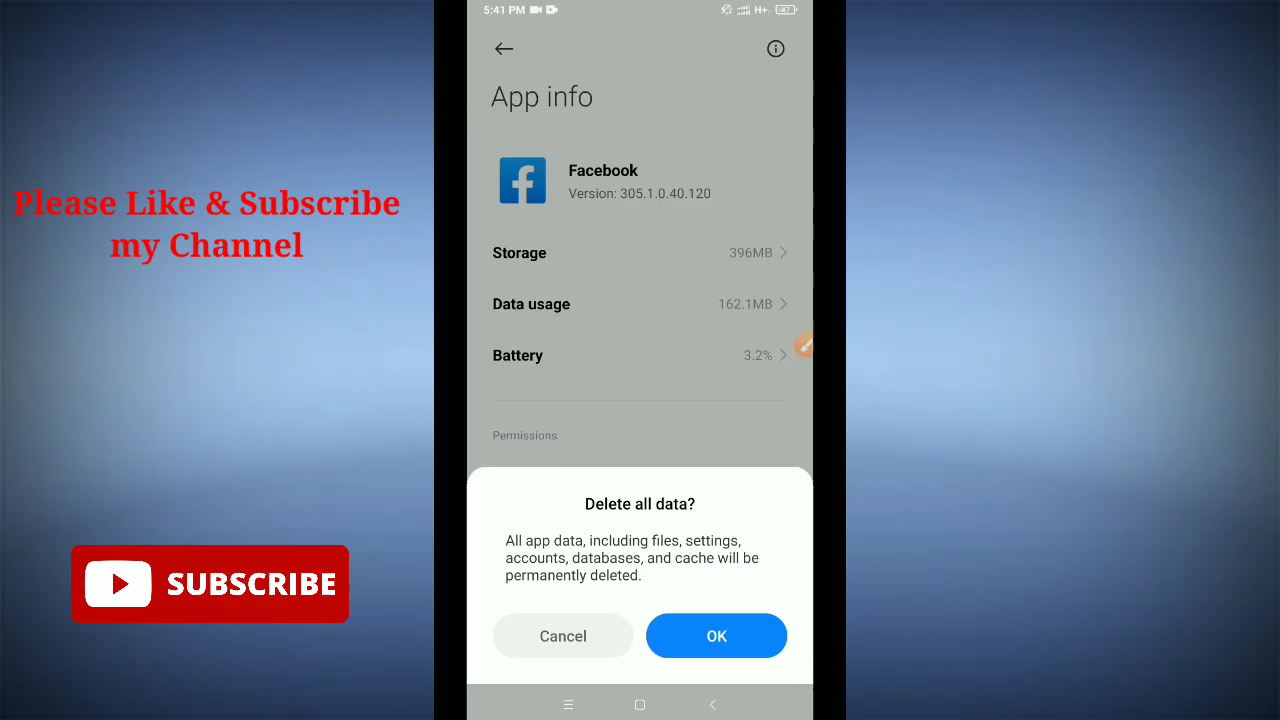 5:41 PM
H+
47
App info
Facebook
Version: 305.1.0.40.120
Storage 396MB
Data usage 162.1MB
Battery 3.2%
Permissions
Delete all data?
All app data, including files, settings,
accounts, databases, and cache will be
permanently deleted.
Cancel OK
Please Like & Subscribe
my Channel
SUBSCRIBE